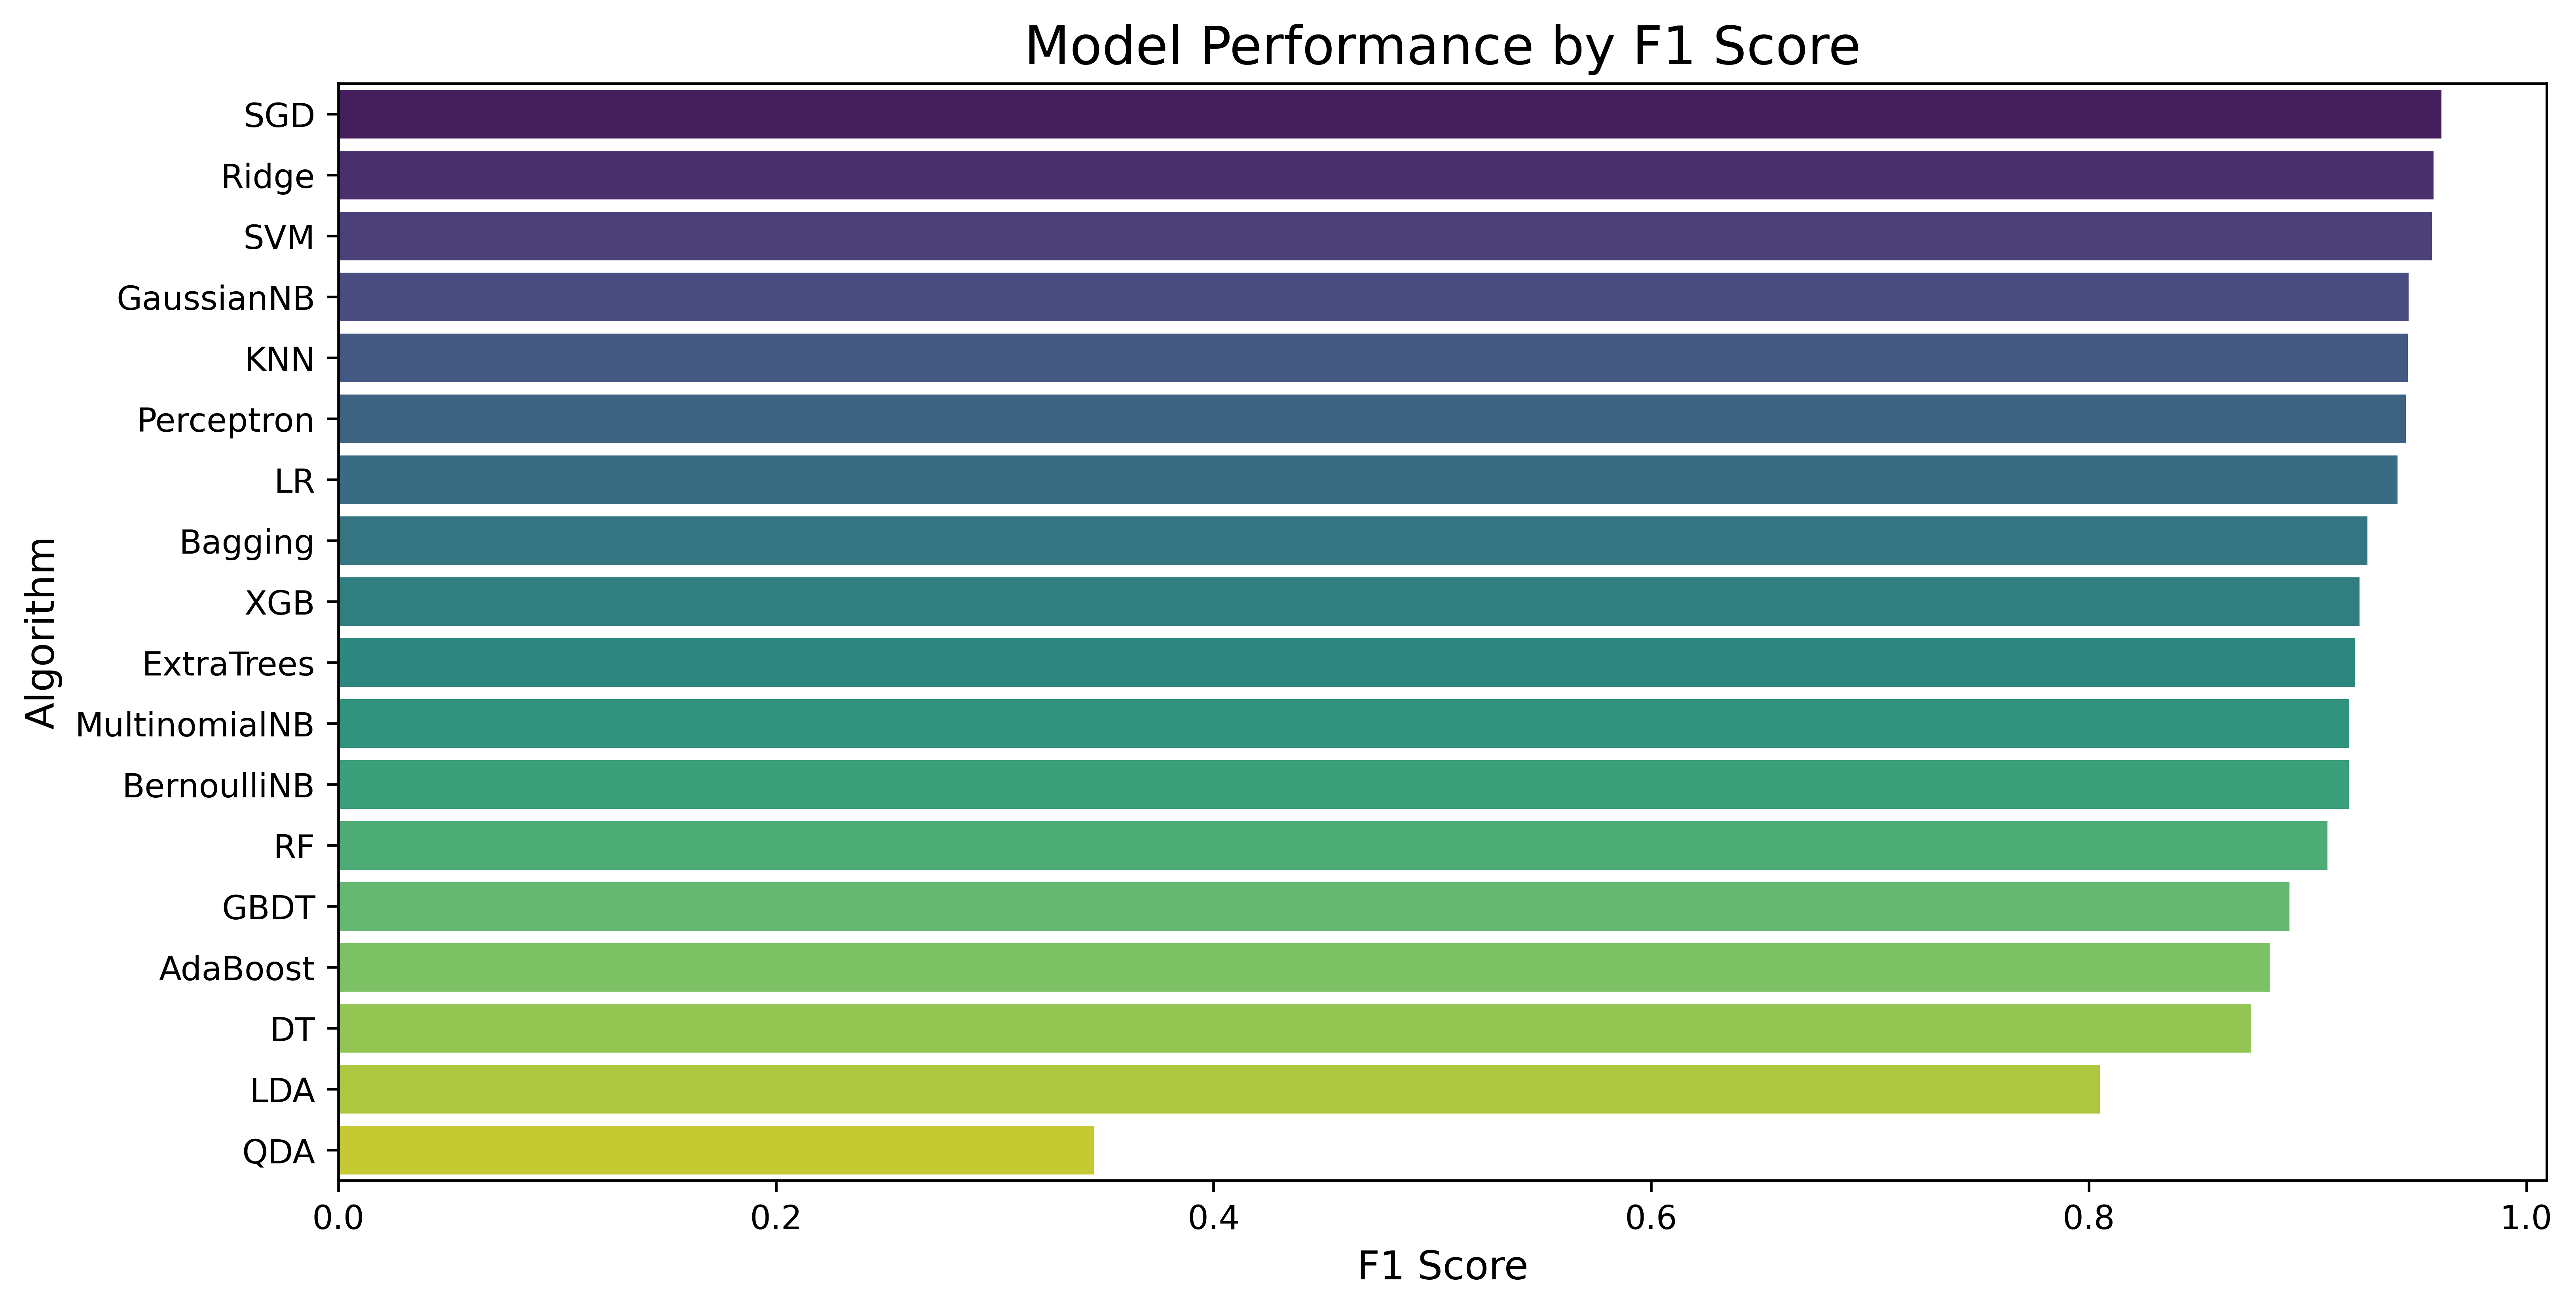 Model Performance by F1 Score
Algorithm
SGD
Ridge
SVM
GaussianNB
KNN
Perceptron
LR
Bagging
XGB
ExtraTrees
MultinomialNB
BernoulliNB
RF
GBDT
AdaBoost
DT
LDA
QDA
0.0 0.2 0.4 0.6 0.8 1.0
F1 Score